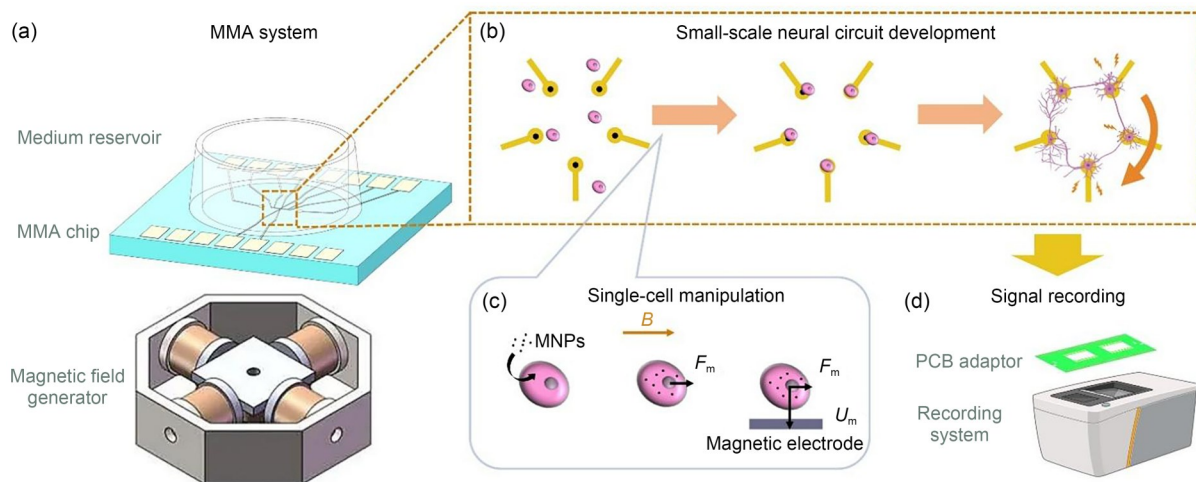 (a)
MMA system
Medium reservoir
MMA chip
Magnetic field
generator
(b)
Small-scale neural circuit development
(c)
Single-cell manipulation
B
MNPs
Fm
Fm
Um
Magnetic electrode
(d)
Signal recording
PCB adaptor
Recording
system